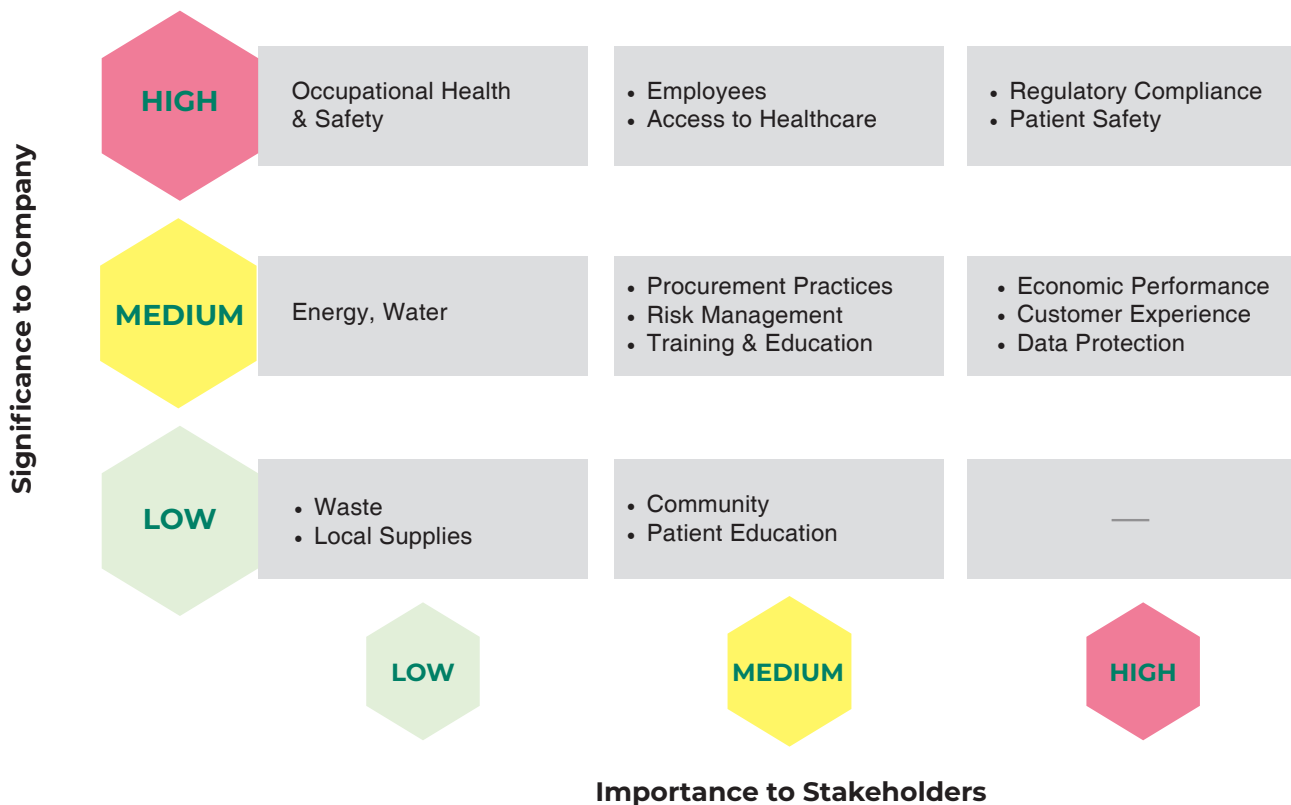 Significance to Company
HIGH
Occupational Health
& Safety
• Employees
• Access to Healthcare
• Regulatory Compliance
• Patient Safety
MEDIUM
Energy, Water
• Procurement Practices
• Risk Management
• Training & Education
• Economic Performance
• Customer Experience
• Data Protection
LOW
• Waste
• Local Supplies
• Community
• Patient Education
—
LOW
MEDIUM
HIGH
Importance to Stakeholders